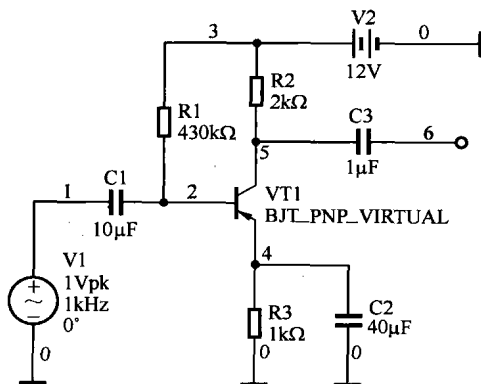 V2
3
0
12V
R2
2kΩ
R1
430kΩ
C3
6
1μF
5
1
C1
2
VT1
BJT_PNP_VIRTUAL
10μF
V1
1Vpk
1kHz
0°
4
R3
1kΩ
C2
40μF
0
0
0